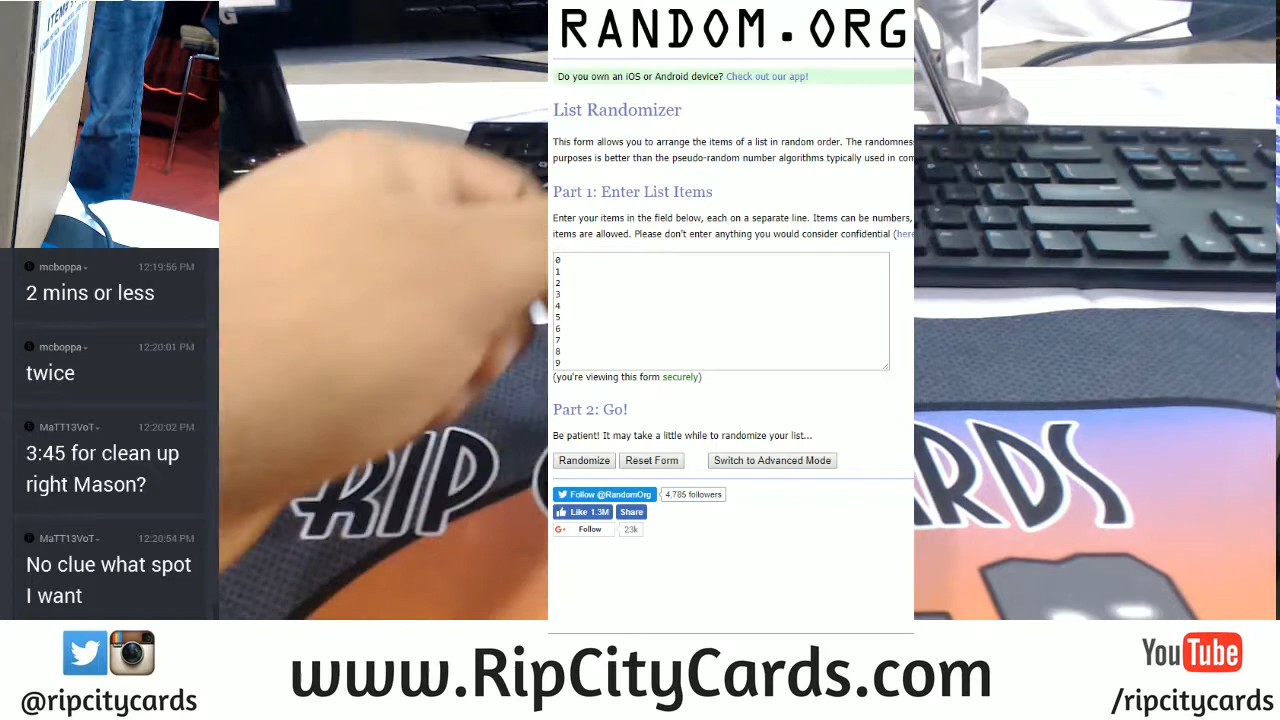 ITEM#
mcboppa 12:19:56 PM
2 mins or less
mcboppa 12:20:01 PM
twice
MaTT13VoT 12:20:02 PM
3:45 for clean up
right Mason?
MaTT13VoT 12:20:54 PM
No clue what spot
I want
RIP
RANDOM.ORG
Do you own an iOS or Android device? Check out our app!
List Randomizer
This form allows you to arrange the items of a list in random order. The randomnes
purposes is better than the pseudo-random number algorithms typically used in co
Part 1: Enter List Items
Enter your items in the field below, each on a separate line. Items can be numbers,
items are allowed. Please don't enter anything you would consider confidential (here
0
1
2
3
4
5
6
7
8
9
(you're viewing this form securely)
Part 2: Go!
Be patient! It may take a little while to randomize your list...
Randomize Reset Form Switch to Advanced Mode
Follow @RandomOrg 4,785 followers
Like 1.3M Share
G+ Follow 23k
ARDS
@ripcitycards
www.RipCityCards.com
YouTube
/ripcitycards